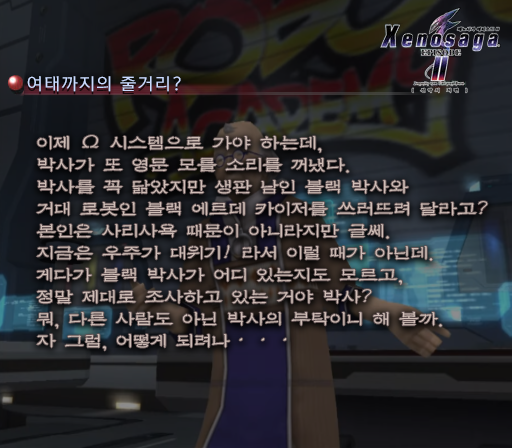 Xenosaga
EPISODE
II
여태까지의 줄거리?
이제 Ω 시스템으로 가야 하는데,
박사가 또 영문 모를 소리를 꺼냈다.
박사를 꼭 닮았지만 생판 남인 블랙 박사와
거대 로봇인 블랙 에르데 카이저를 쓰러뜨려 달라고?
본인은 사리사욕 때문이 아니라지만 글쎄.
지금은 우주가 대위기! 라서 이럴 때가 아닌데.
게다가 블랙 박사가 어디 있는지도 모르고,
정말 제대로 조사하고 있는 거야 박사?
뭐, 다른 사람도 아닌 박사의 부탁이니 해 볼까.
자 그럼, 어떻게 되려나・・・